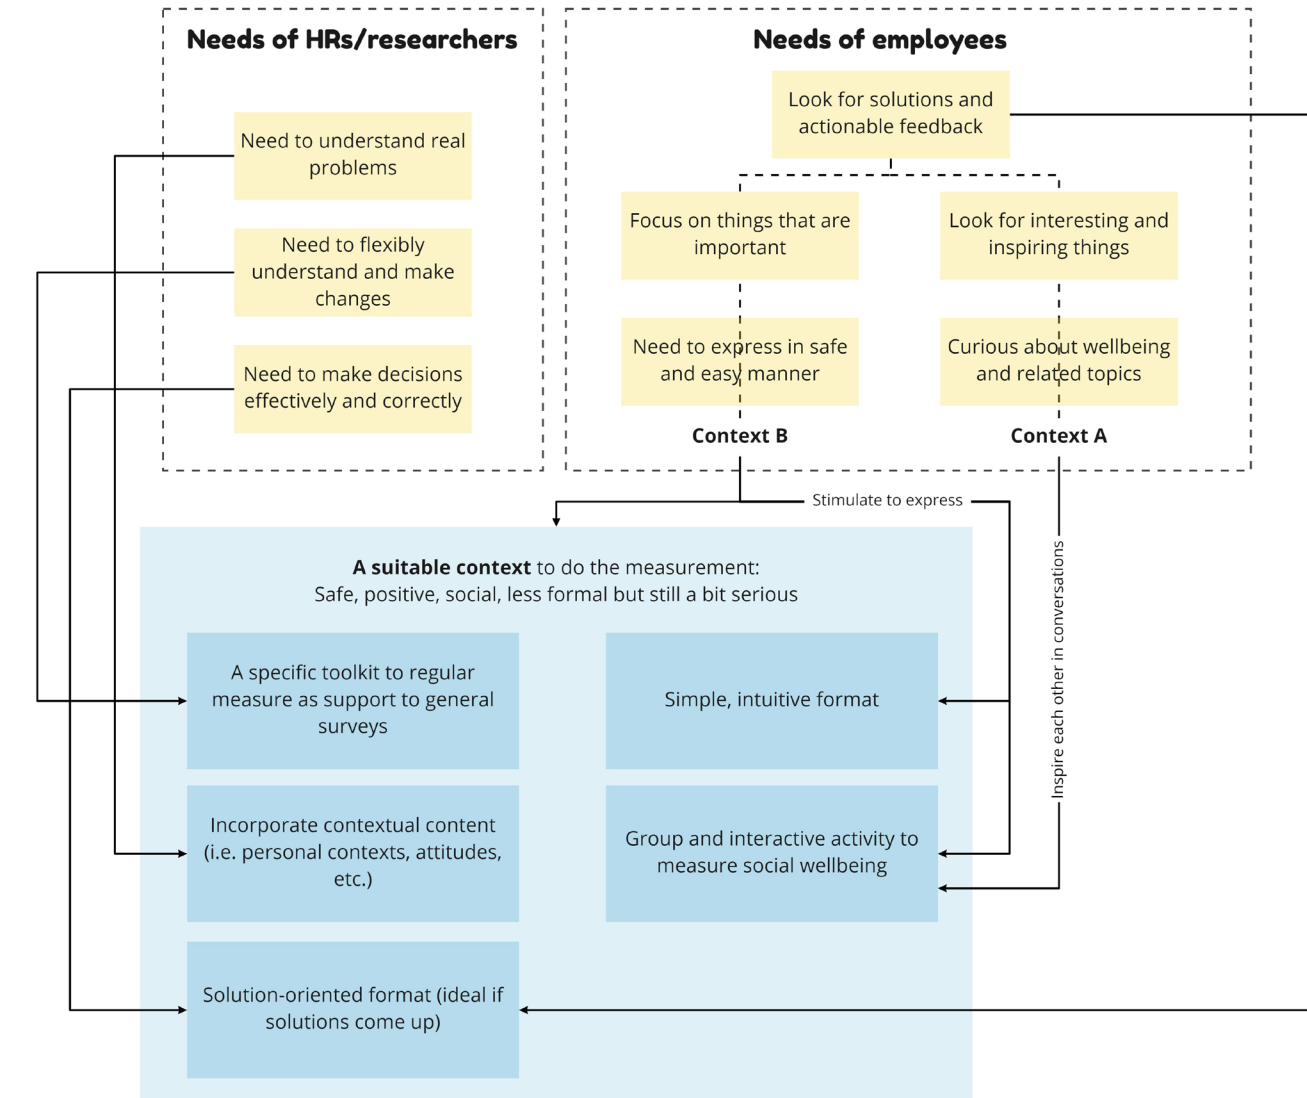 Needs of HRs/researchers
Need to understand real
problems
Need to flexibly
understand and make
changes
Need to make decisions
effectively and correctly
Needs of employees
Look for solutions and
actionable feedback
Focus on things that are
important
Look for interesting and
inspiring things
Need to express in safe
and easy manner
Curious about wellbeing
and related topics
Context B
Context A
Stimulate to express
Inspire each other in conversations
A suitable context to do the measurement:
Safe, positive, social, less formal but still a bit serious
A specific toolkit to regular
measure as support to general
surveys
Simple, intuitive format
Incorporate contextual content
(i.e. personal contexts, attitudes,
etc.)
Group and interactive activity to
measure social wellbeing
Solution-oriented format (ideal if
solutions come up)